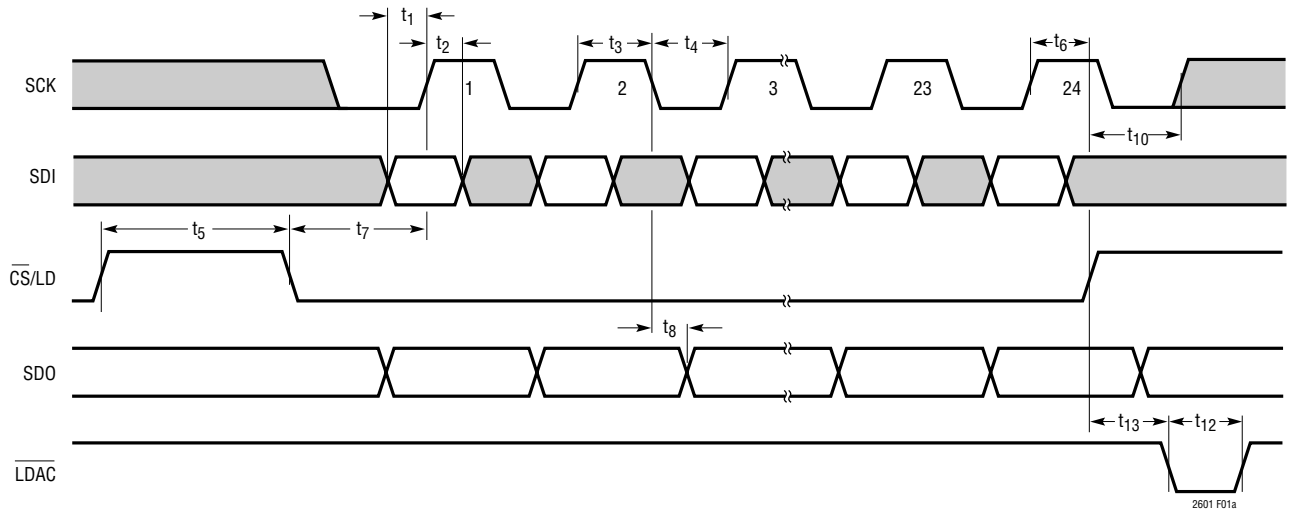 t1
t2
t3
t4
t6
SCK
1
2
3
23
24
t10
SDI
t5
t7
CS/LD
t8
SDO
t13
t12
LDAC
2601 F01a